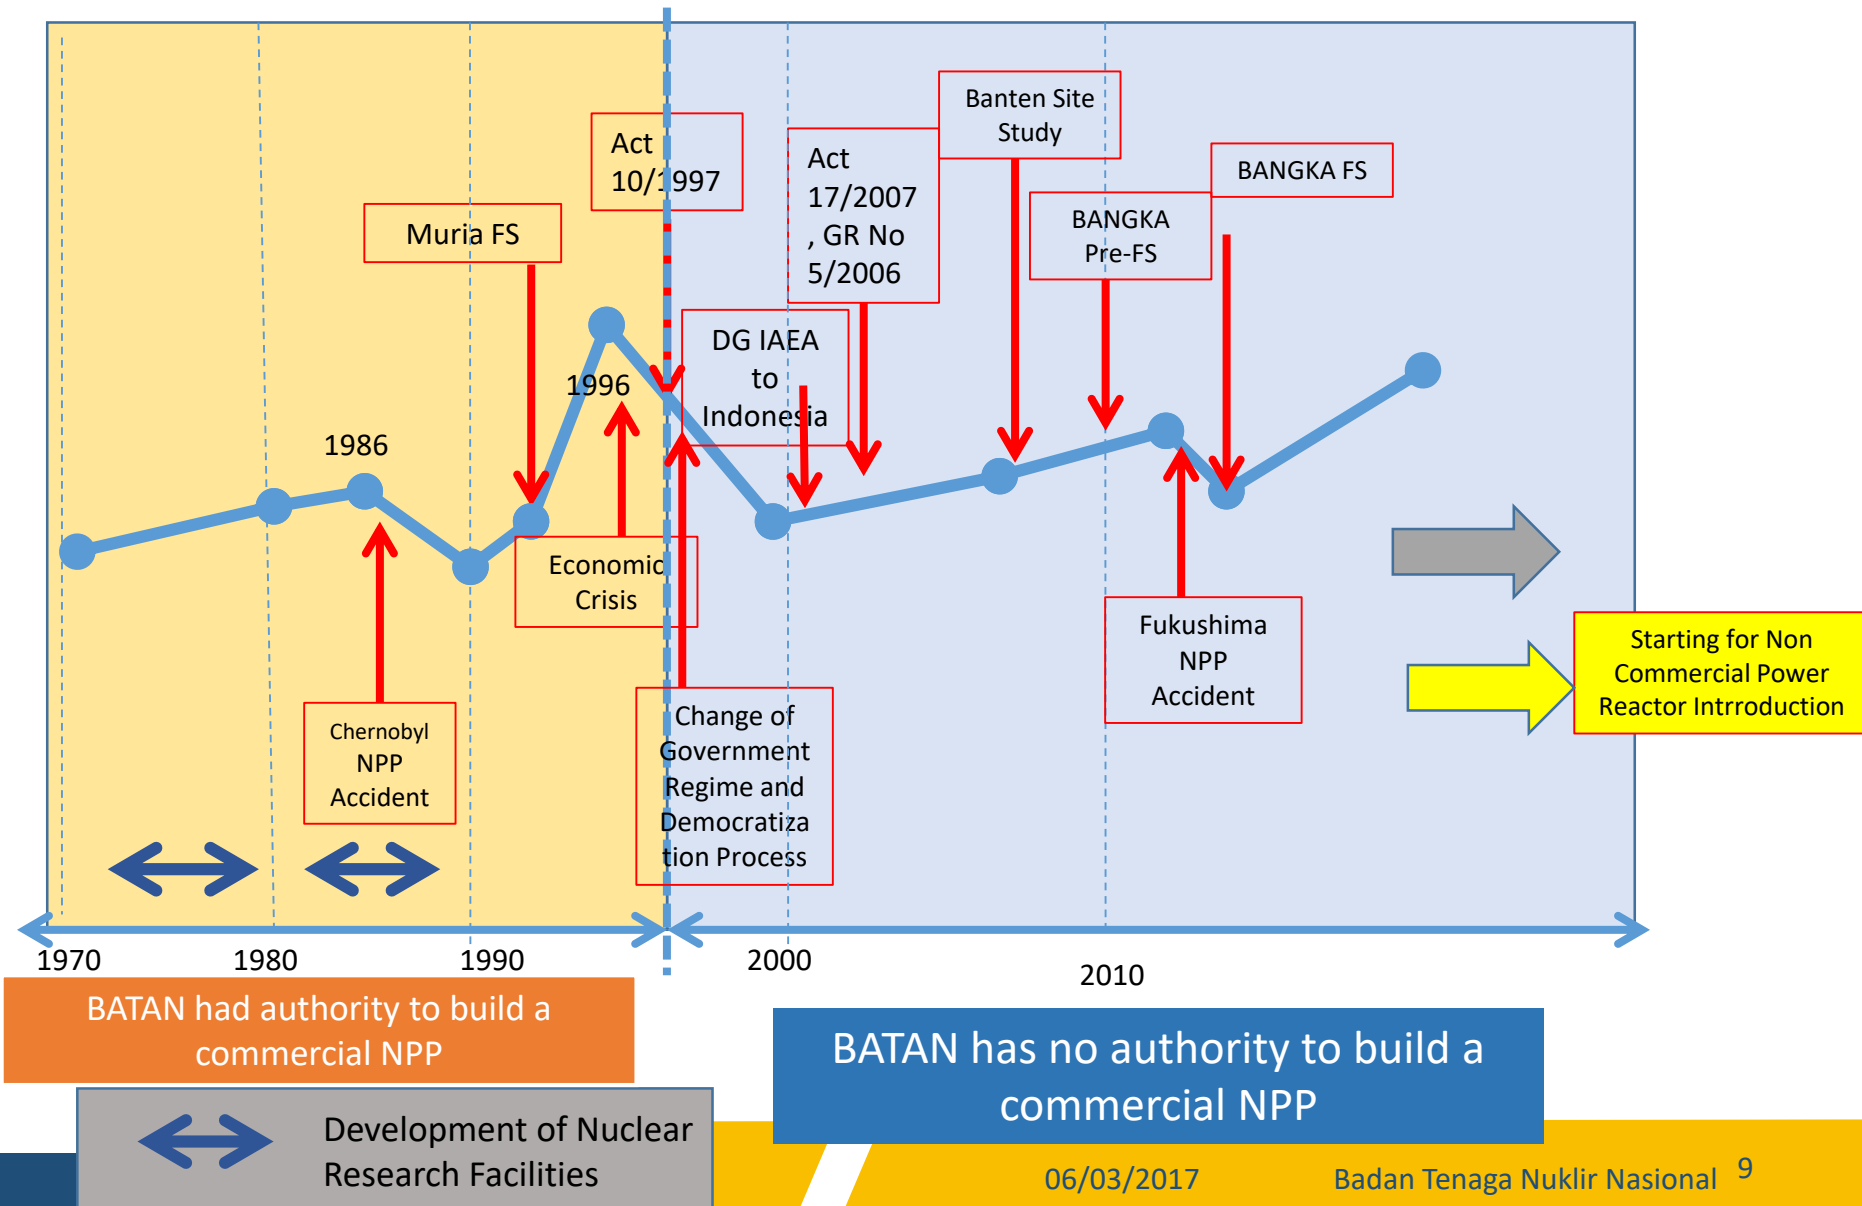 Banten Site
Study
Act
10/1997
Act
17/2007
, GR No
5/2006
BANGKA FS
Muria FS
BANGKA
Pre-FS
DG IAEA
to
Indonesia
1996
1986
Economic
Crisis
Fukushima
NPP
Accident
Starting for Non
Commercial Power
Reactor Intrroduction
Chernobyl
NPP
Accident
Change of
Government
Regime and
Democratiza
tion Process
1970
1980
1990
2000
2010
BATAN had authority to build a
commercial NPP
BATAN has no authority to build a
commercial NPP
Development of Nuclear
Research Facilities
06/03/2017
Badan Tenaga Nuklir Nasional
9